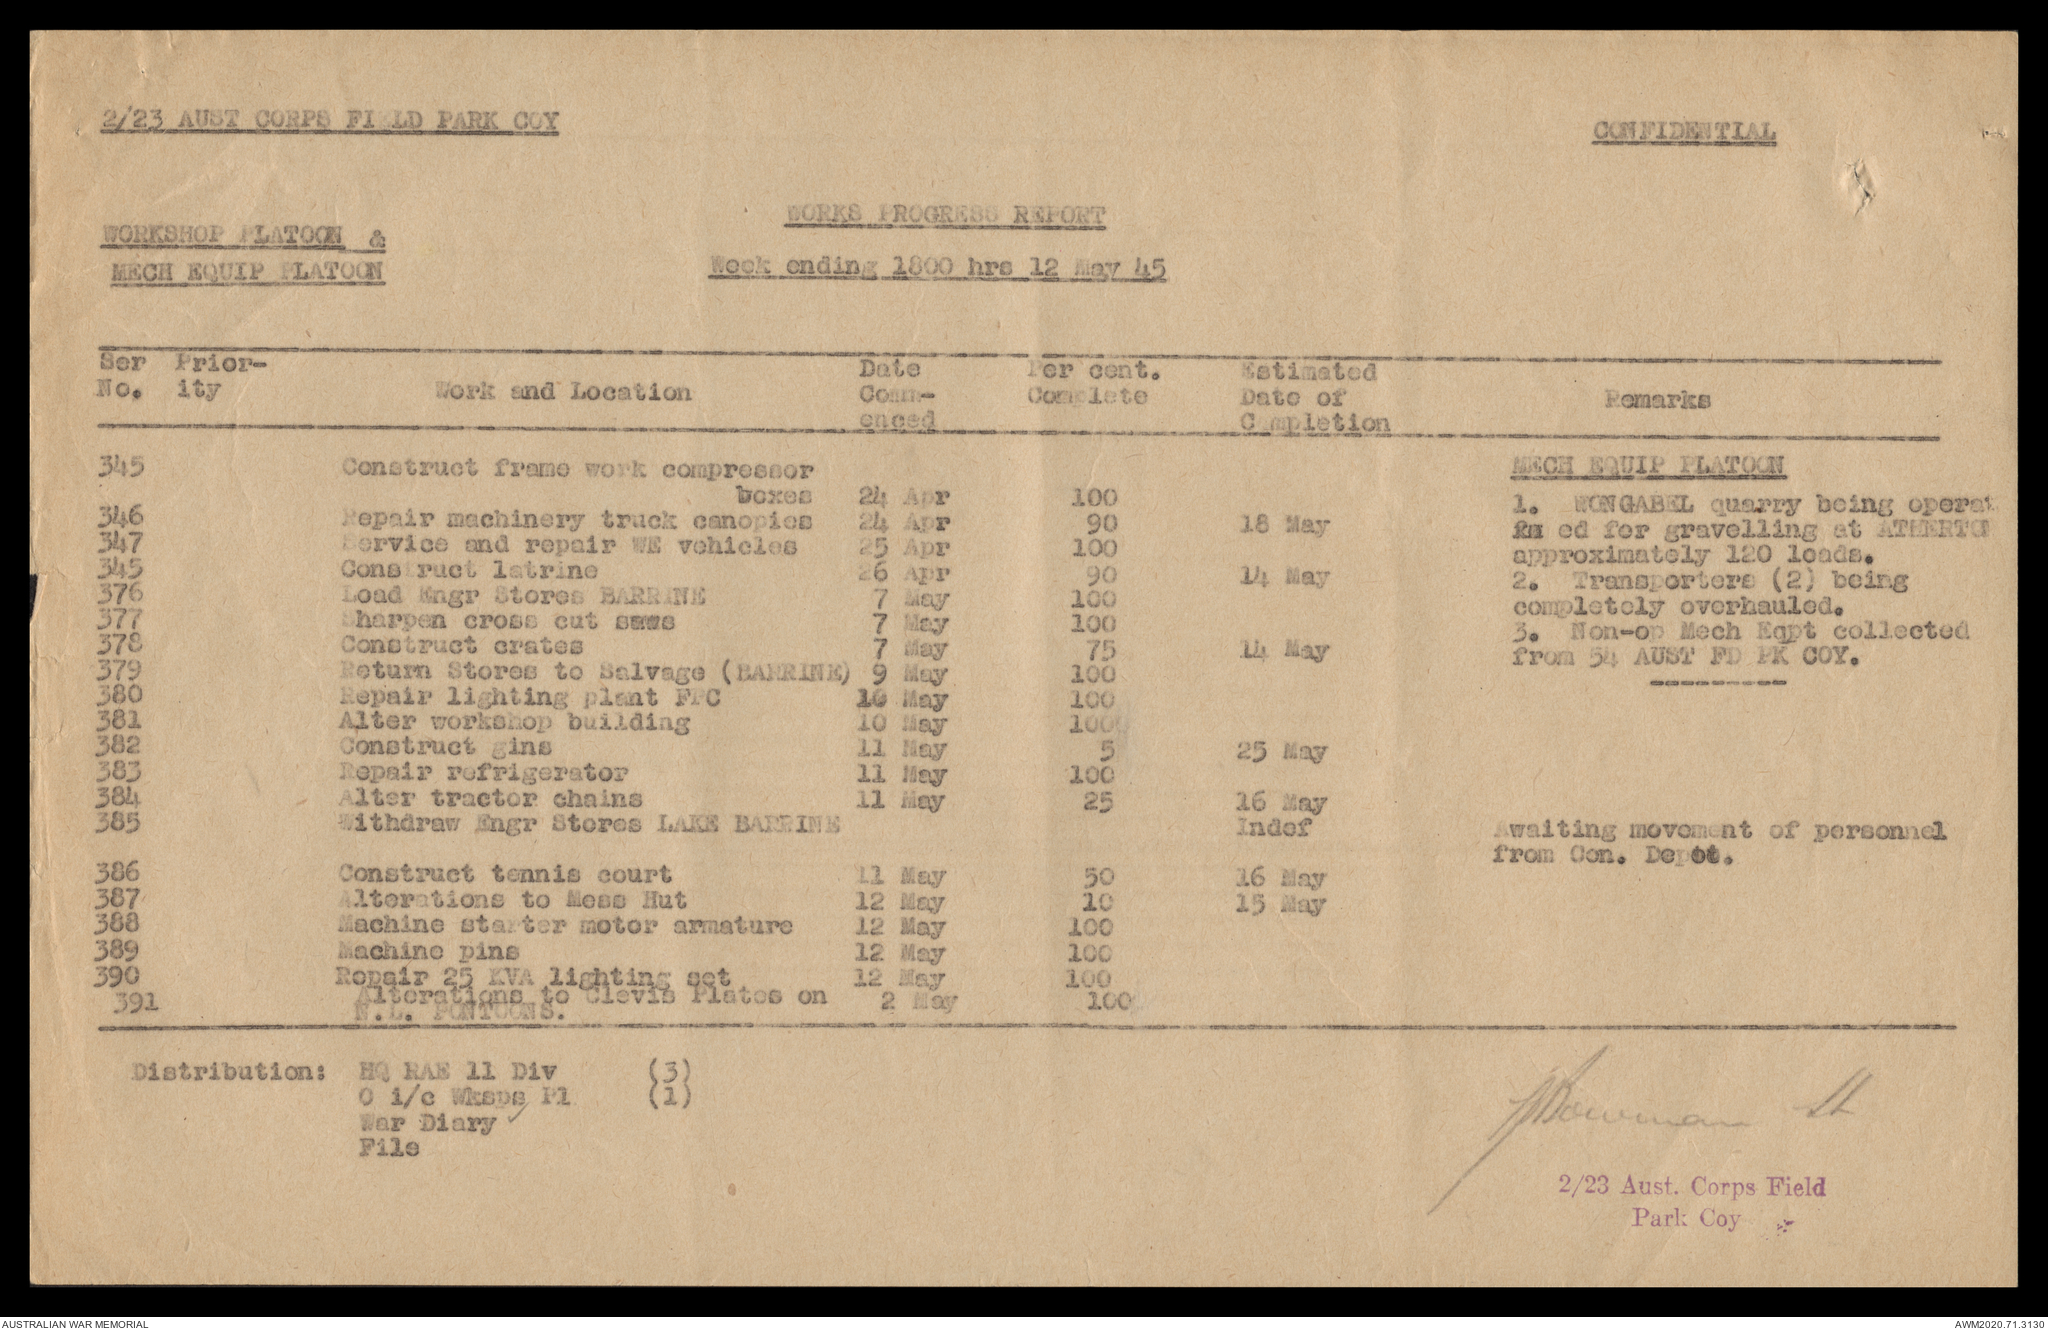 2/23 AUST CORPS FIELD PARK COY
CONFIDENTIAL
WORKS PROGRESS REPORT
WORKSHOP PLATOON &
MECH EQUIP PLATOON
Week ending 1800 hrs 12 May 45
Ser Prior- Date Per cent. Estimated
No. ity Work and Location Comm- Complete Date of Remarks
enced Completion
345 Construct frame work compressor MECH EQUIP PLATOON
boxes 24 Apr 100 1. WONGABEL quarry being operat
346 Repair machinery truck canopies 24 Apr 90 18 May ed for gravelling at ATHERTON
347 Service and repair WE vehicles 25 Apr 100 approximately 120 loads.
345 Construct latrine 26 Apr 90 14 May 2. Transporters (2) being
376 Load Engr Stores BARRINE 7 May 100 completely overhauled.
377 Sharpen cross cut saws 7 May 100 3. Non-op Mech Eqpt collected
378 Construct crates 7 May 75 14 May from 54 AUST FD PK COY.
379 Return Stores to Salvage (BARRINE) 9 May 100 ---------
380 Repair lighting plant FPC 10 May 100
381 Alter workshop building 10 May 100
382 Construct gins 11 May 5 25 May
383 Repair refrigerator 11 May 100
384 Alter tractor chains 11 May 25 16 May
385 Withdraw Engr Stores LAKE BARRINE Indef Awaiting movement of personnel
from Con. Depot.
386 Construct tennis court 11 May 50 16 May
387 Alterations to Mess Hut 12 May 10 15 May
388 Machine starter motor armature 12 May 100
389 Machine pins 12 May 100
390 Repair 25 KVA lighting set 12 May 100
391 Alterations to Clevis Plates on 2 May 100
N.L. PONTOONS.
Distribution: HQ RAE 11 Div (3)
O i/c Wksps Pl (1)
War Diary ✓
File
Bowman Lt
2/23 Aust. Corps Field
Park Coy
AUSTRALIAN WAR MEMORIAL
AWM2020.71.3130